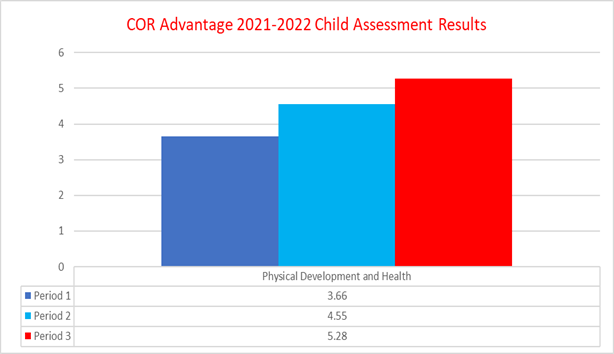 COR Advantage 2021-2022 Child Assessment Results
6
5
4
3
2
1
0
Physical Development and Health
Period 1 3.66
Period 2 4.55
Period 3 5.28